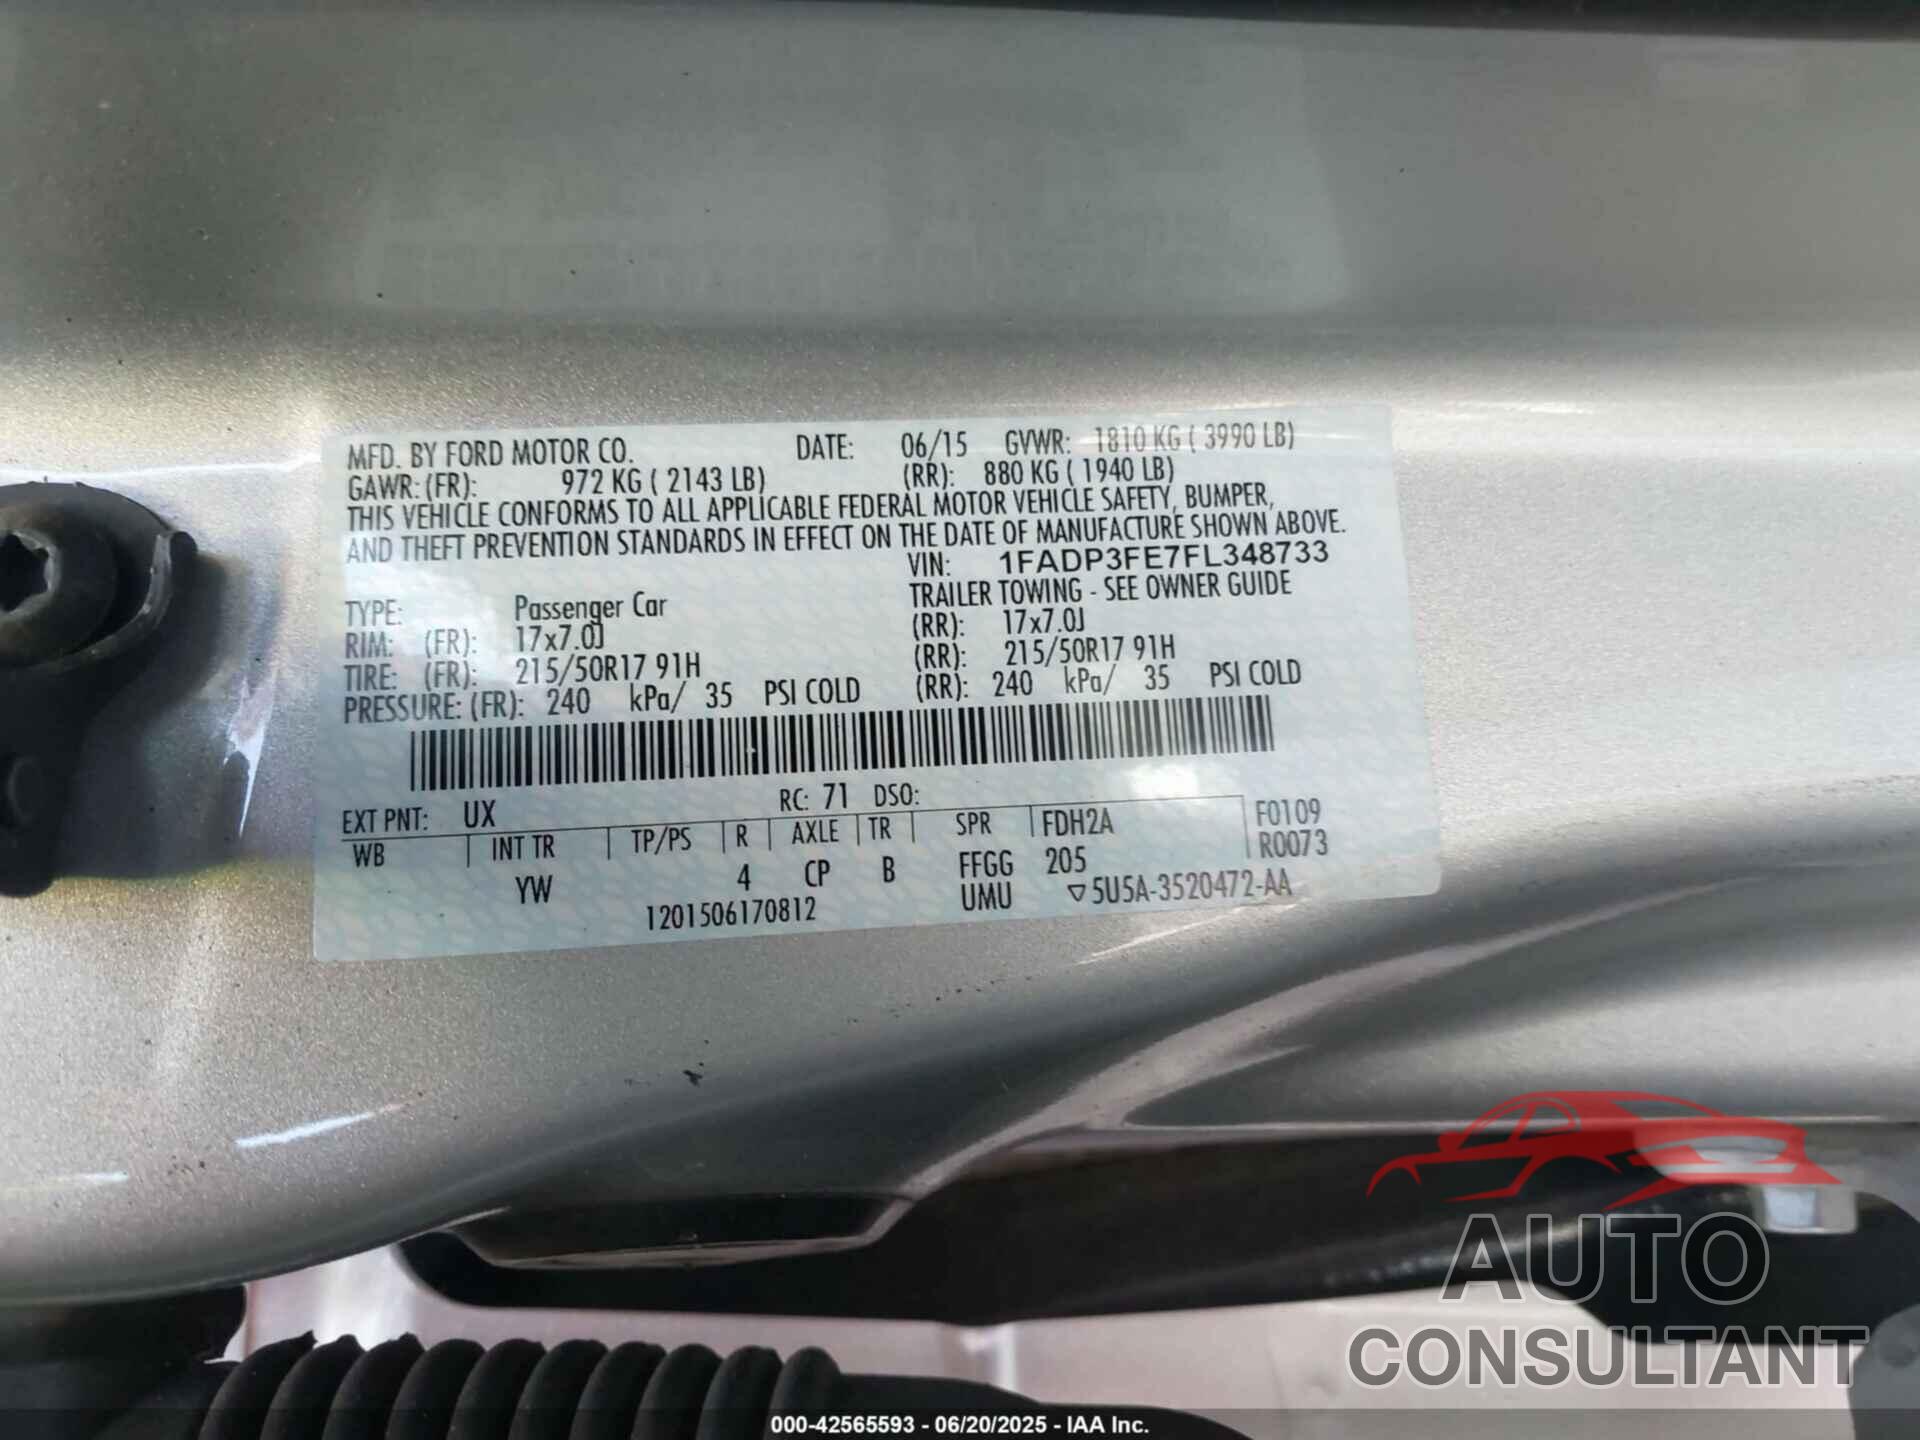 MFD. BY FORD MOTOR CO. DATE: 06/15 GVWR: 1810 KG ( 3990 LB)
GAWR: (FR): 972 KG ( 2143 LB) (RR): 880 KG ( 1940 LB)
THIS VEHICLE CONFORMS TO ALL APPLICABLE FEDERAL MOTOR VEHICLE SAFETY, BUMPER,
AND THEFT PREVENTION STANDARDS IN EFFECT ON THE DATE OF MANUFACTURE SHOWN ABOVE.
VIN: 1FADP3FE7FL348733
TYPE: Passenger Car TRAILER TOWING - SEE OWNER GUIDE
RIM: (FR): 17x7.0J (RR): 17x7.0J
TIRE: (FR): 215/50R17 91H (RR): 215/50R17 91H
PRESSURE: (FR): 240 kPa/ 35 PSI COLD (RR): 240 kPa/ 35 PSI COLD
EXT PNT: UX RC: 71 DSO:
WB INT TR TP/PS R AXLE TR SPR FDH2A F0109
YW 4 CP B FFGG 205 R0073
1201506170812 UMU ▽5U5A-3520472-AA
AUTO
CONSULTANT
000-42565593 - 06/20/2025 - IAA Inc.